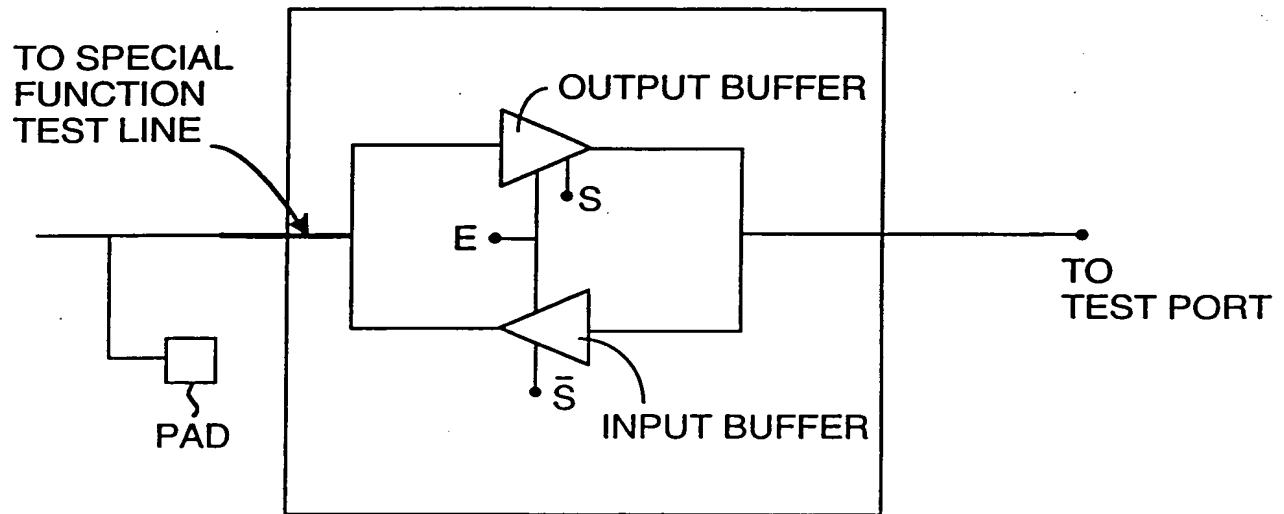 TO SPECIAL
FUNCTION
TEST LINE
OUTPUT BUFFER
S
E
TO
TEST PORT
S̄
INPUT BUFFER
PAD